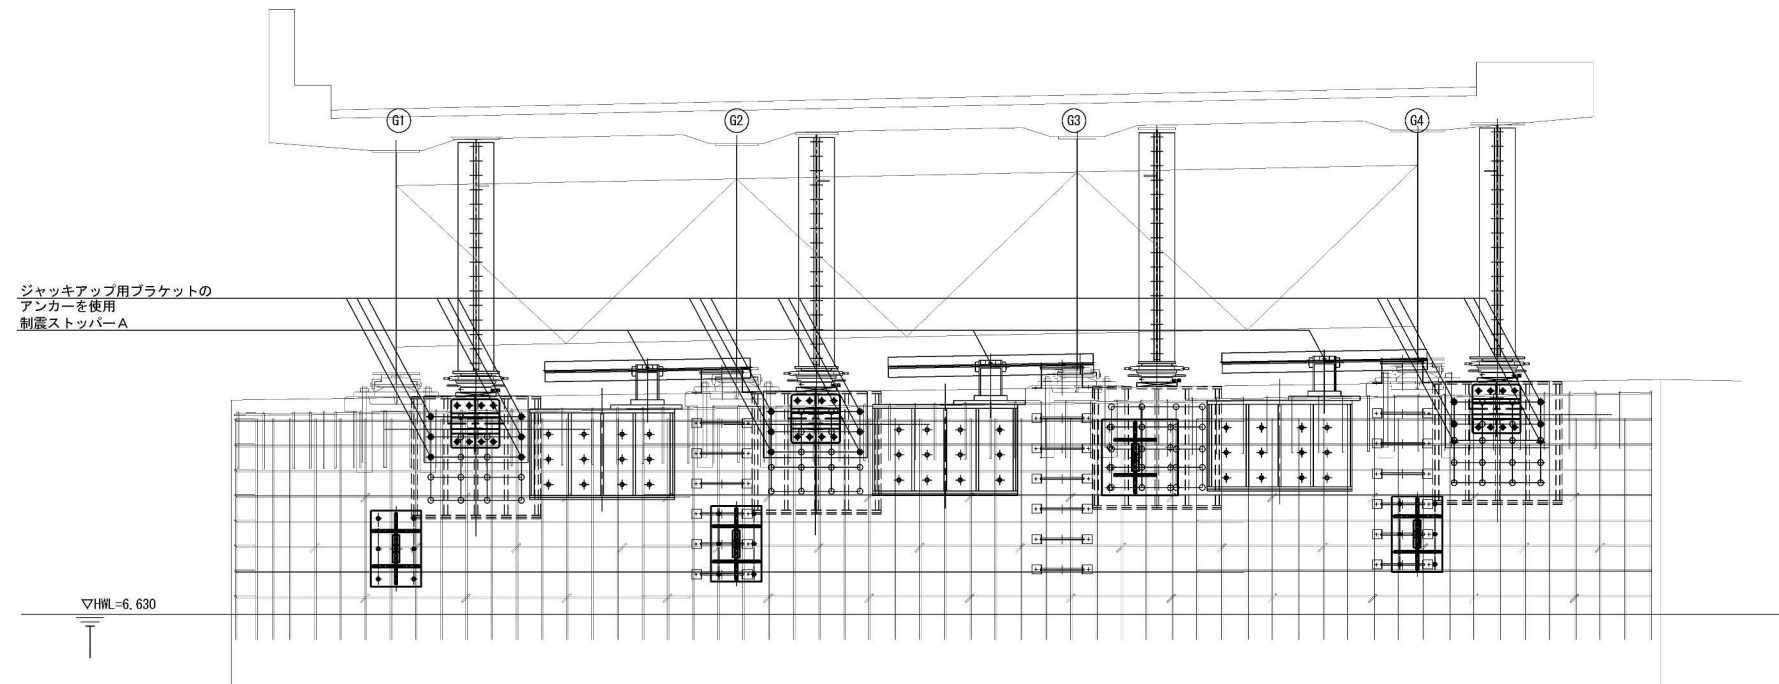 G1
G2
G3
G4
ジャッキアップ用ブラケットの
アンカーを使用
制震ストッパーA
▽HWL=6.630